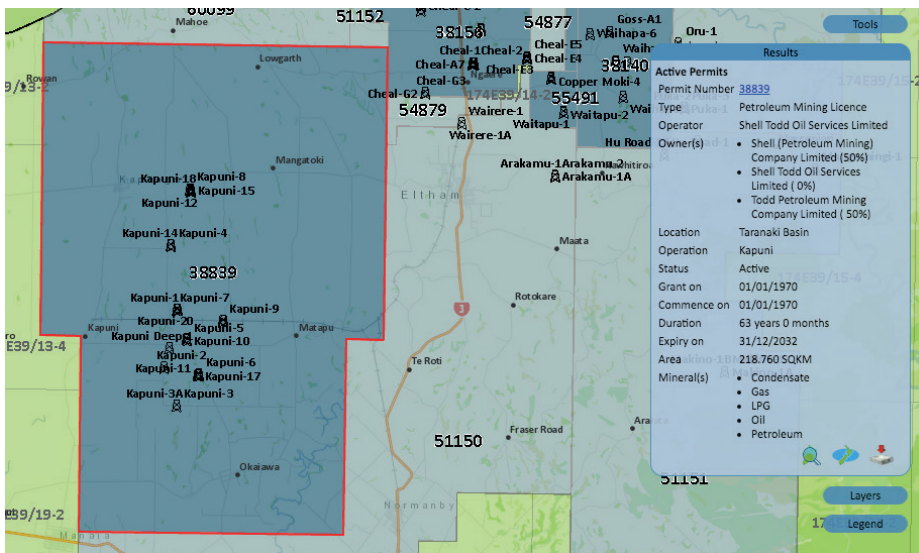 60099
51152
Mahoe
Lowgarth
Rowan
Mangatoki
Kapuni-18 Kapuni-8
Kapuni-15
Kapuni-12
Kapuni-14 Kapuni-4
38839
Kapuni-1 Kapuni-7
Kapuni-9
Kapuni-20
Kapuni-5
Kapuni Deep
Kapuni-10
Kapuni
Matapu
E39/13-4
Kapuni-2
Kapuni-6
Kapuni-11
Kapuni-17
Kapuni-3A Kapuni-3
Okaiawa
Manaia
38156
54877
Goss-A1
Waihapa-6
Oru-1
Cheal-1 Cheal-2
Cheal-E5
Cheal-A7
Cheal-E4
Cheal-E3
38140
Ngaere
Cheal-G3
Copper Moki-4
Cheal-G2
174E39/14-2
54879
55491
Wairere-1
Waitapu-2
Wairere-1A
Waitapu-1
Hu Road
Arakamu-1 Arakamu-2
Arakamu-1A
Eltham
Maata
Rotokare
3
Te Roti
Fraser Road
51150
51151
Normanby
Tools
Results
Active Permits
Permit Number 38839
Type Petroleum Mining Licence
Operator Shell Todd Oil Services Limited
Owner(s) • Shell (Petroleum Mining)
Company Limited (50%)
• Shell Todd Oil Services
Limited ( 0%)
• Todd Petroleum Mining
Company Limited ( 50%)
Location Taranaki Basin
Operation Kapuni
Status Active
Grant on 01/01/1970
Commence on 01/01/1970
Duration 63 years 0 months
Expiry on 31/12/2032
Area 218.760 SQKM
Mineral(s) • Condensate
• Gas
• LPG
• Oil
• Petroleum
Layers
Legend